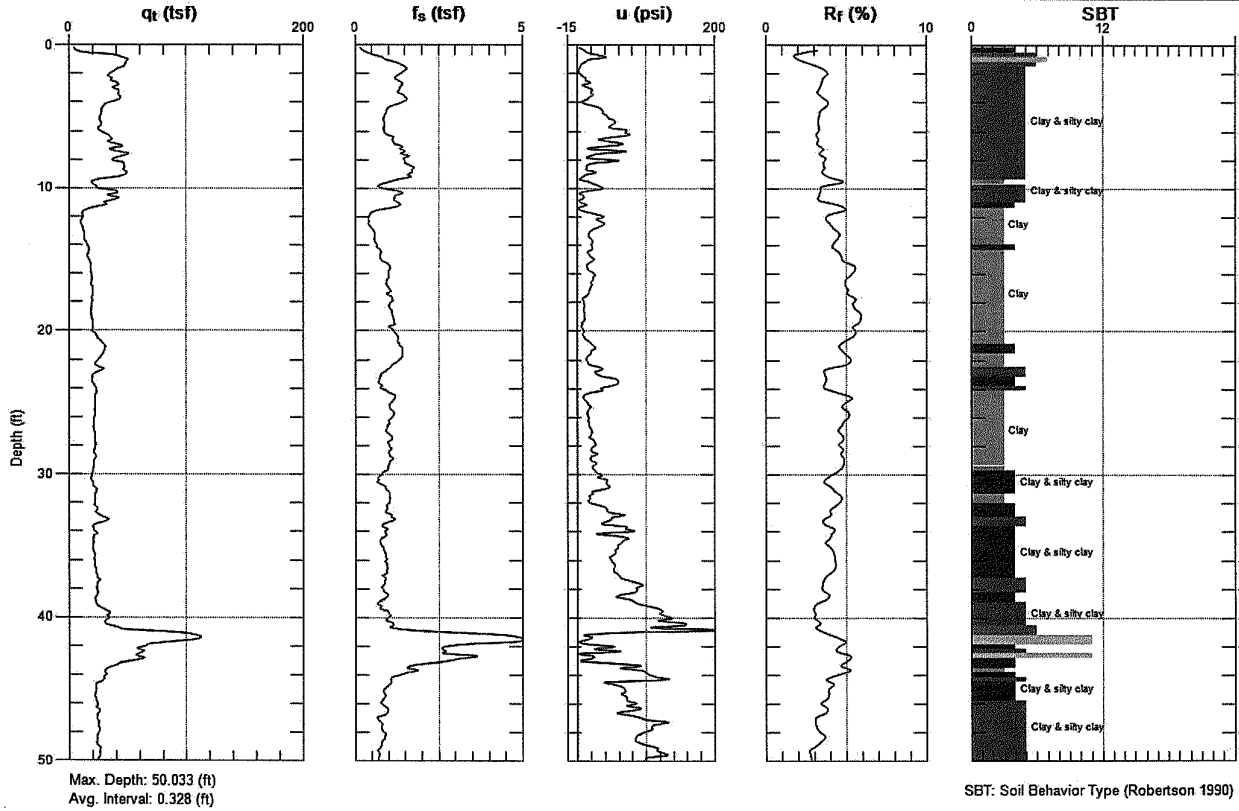 qt (tsf) fs (tsf) u (psi) Rf (%) SBT
0 200 0 5 -15 200 0 10 0 12
0
10
20
30
40
50
Depth (ft)
Clay & silty clay
Clay & silty clay
Clay
Clay
Clay
Clay & silty clay
Clay & silty clay
Clay & silty clay
Clay & silty clay
Clay & silty clay
Max. Depth: 50.033 (ft)
Avg. Interval: 0.328 (ft)
SBT: Soil Behavior Type (Robertson 1990)